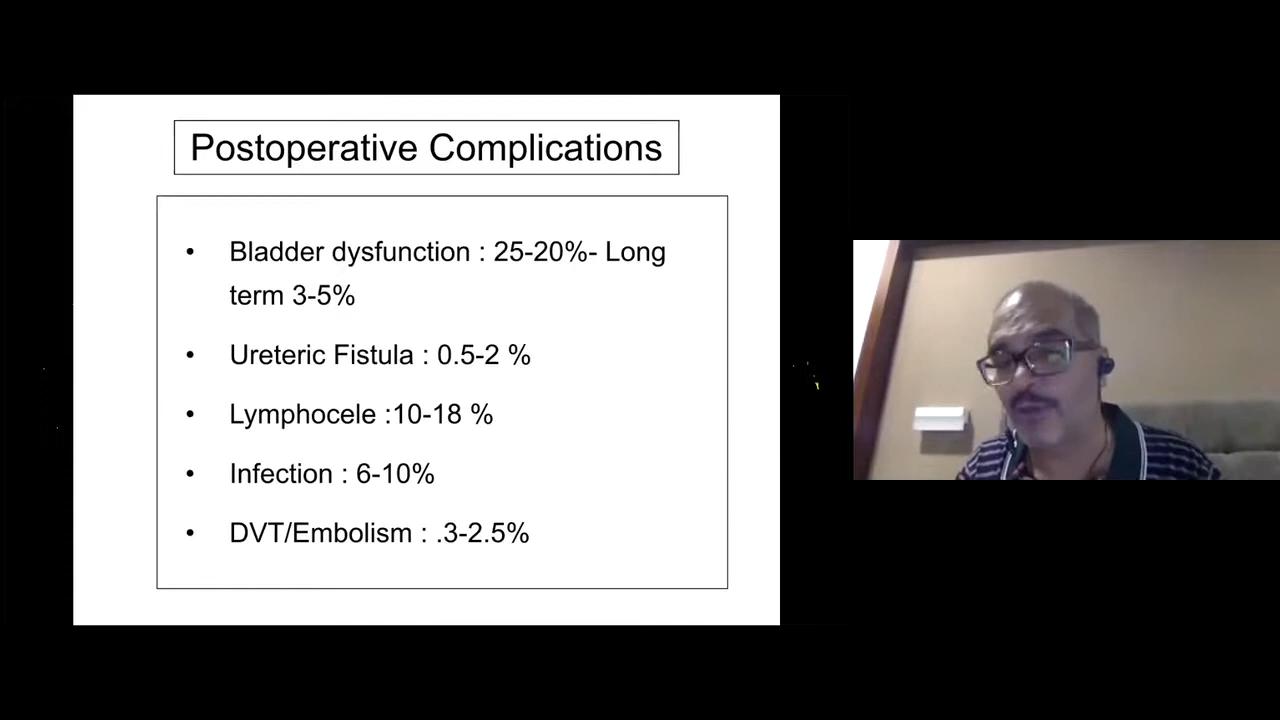 Postoperative Complications
• Bladder dysfunction : 25-20%- Long
term 3-5%
• Ureteric Fistula : 0.5-2 %
• Lymphocele :10-18 %
• Infection : 6-10%
• DVT/Embolism : .3-2.5%